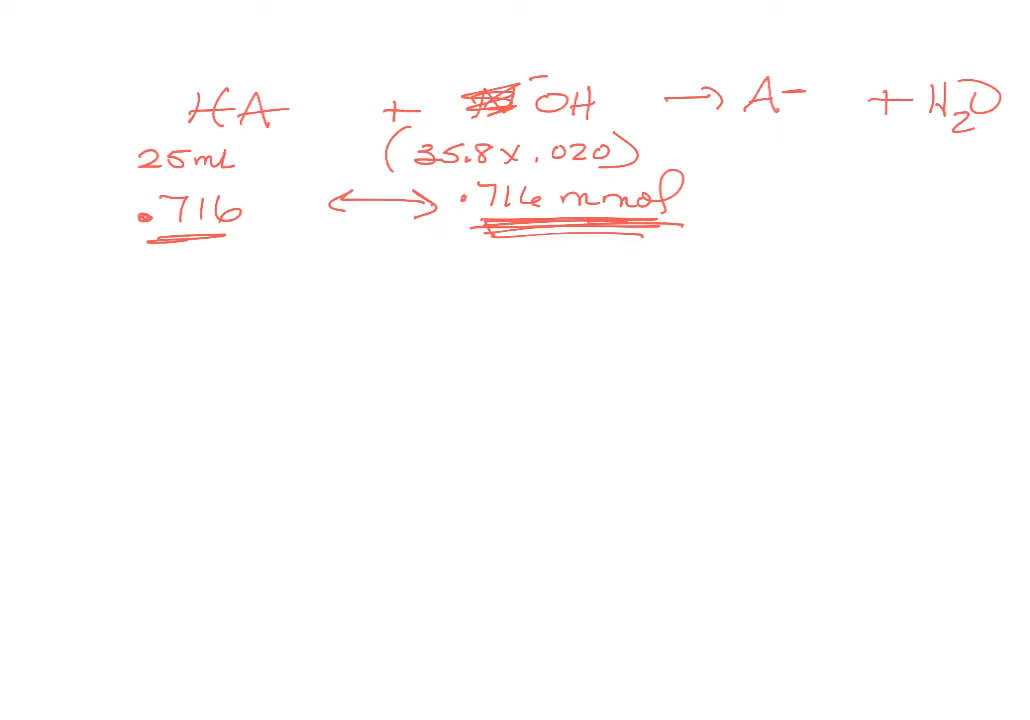 HA + ⁻OH → A⁻ + H₂O
25mL (35.8 x .020)
.716 ↔ .716 mmol